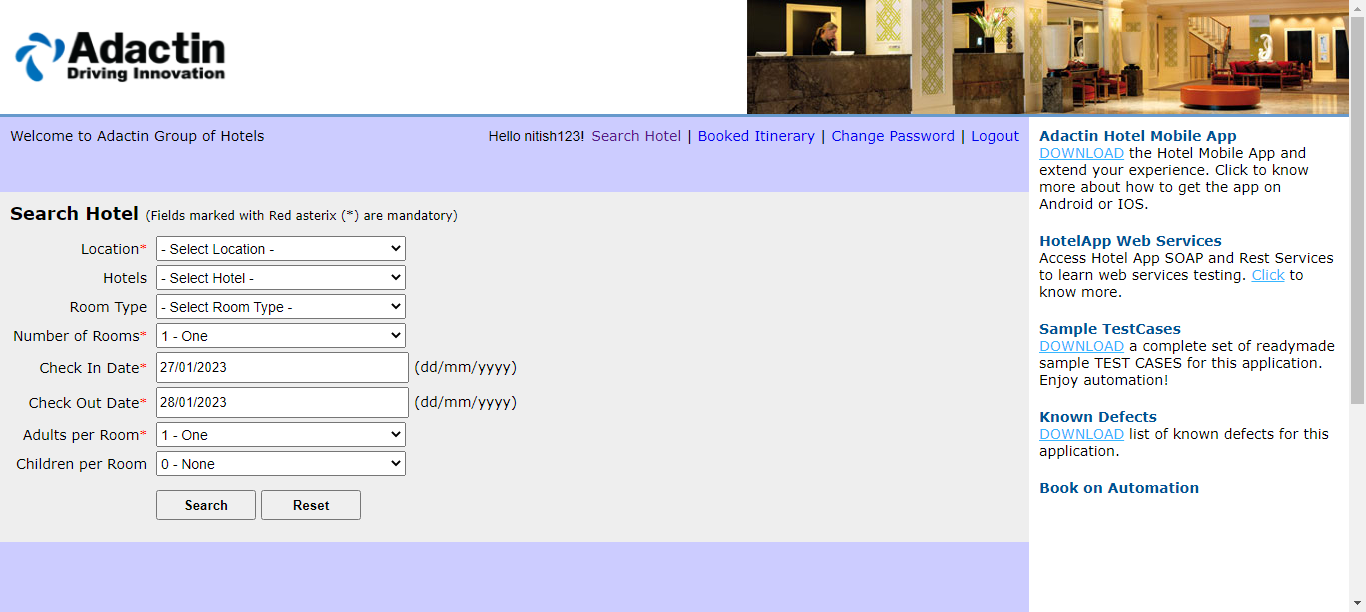 Adactin
Driving Innovation
Welcome to Adactin Group of Hotels
Hello nitish123! Search Hotel | Booked Itinerary | Change Password | Logout
Search Hotel (Fields marked with Red asterix (*) are mandatory)
Location* - Select Location -
Hotels - Select Hotel -
Room Type - Select Room Type -
Number of Rooms* 1 - One
Check In Date* 27/01/2023 (dd/mm/yyyy)
Check Out Date* 28/01/2023 (dd/mm/yyyy)
Adults per Room* 1 - One
Children per Room 0 - None
Search Reset
Adactin Hotel Mobile App
DOWNLOAD the Hotel Mobile App and
extend your experience. Click to know
more about how to get the app on
Android or IOS.
HotelApp Web Services
Access Hotel App SOAP and Rest Services
to learn web services testing. Click to
know more.
Sample TestCases
DOWNLOAD a complete set of readymade
sample TEST CASES for this application.
Enjoy automation!
Known Defects
DOWNLOAD list of known defects for this
application.
Book on Automation